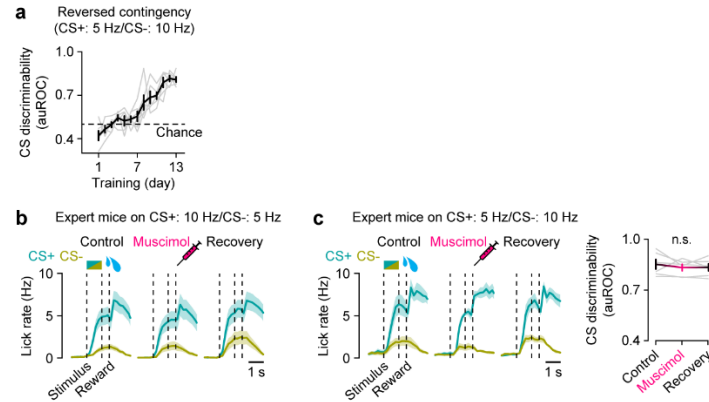 a
Reversed contingency
(CS+: 5 Hz/CS-: 10 Hz)
CS discriminability
(auROC)
1.0
0.7
0.4
Chance
1 7 13
Training (day)
b
Expert mice on CS+: 10 Hz/CS-: 5 Hz
Control Muscimol Recovery
CS+ CS-
Lick rate (Hz)
10
5
0
Stimulus
Reward
1 s
c
Expert mice on CS+: 5 Hz/CS-: 10 Hz
Control Muscimol Recovery
CS+ CS-
Lick rate (Hz)
10
5
0
Stimulus
Reward
1 s
n.s.
CS discriminability
(auROC)
1.0
0.7
0.4
Control
Muscimol
Recovery